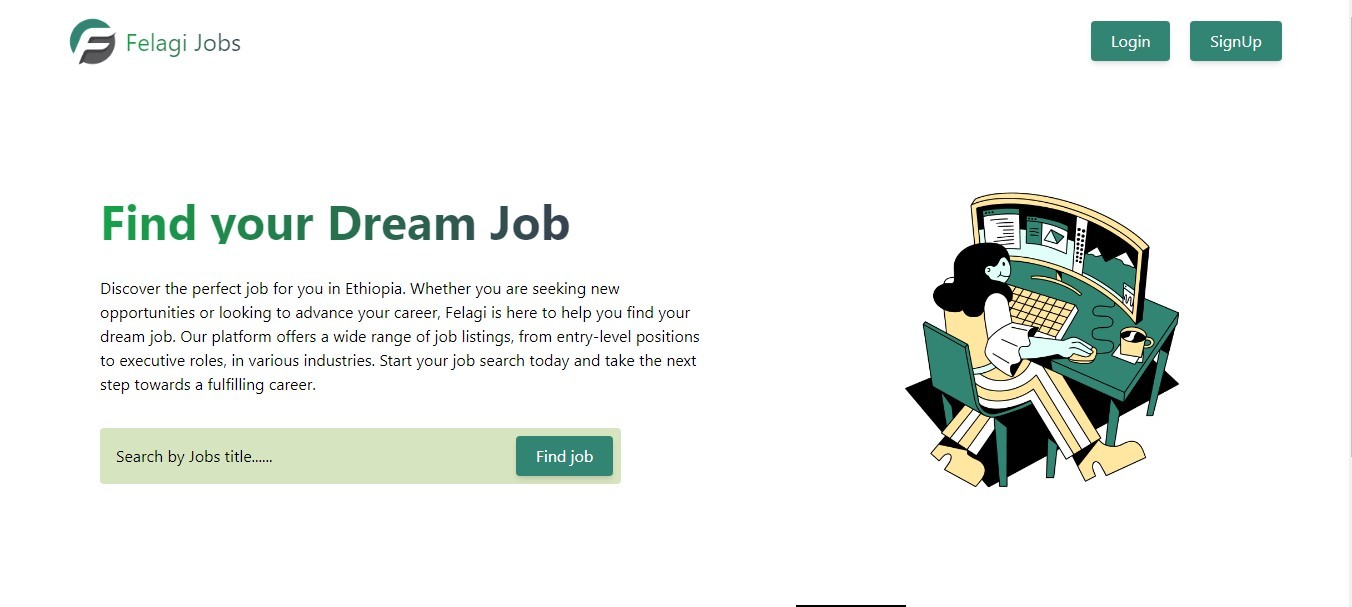 Felagi Jobs
Login
SignUp
Find your Dream Job
Discover the perfect job for you in Ethiopia. Whether you are seeking new
opportunities or looking to advance your career, Felagi is here to help you find your
dream job. Our platform offers a wide range of job listings, from entry-level positions
to executive roles, in various industries. Start your job search today and take the next
step towards a fulfilling career.
Search by Jobs title......
Find job